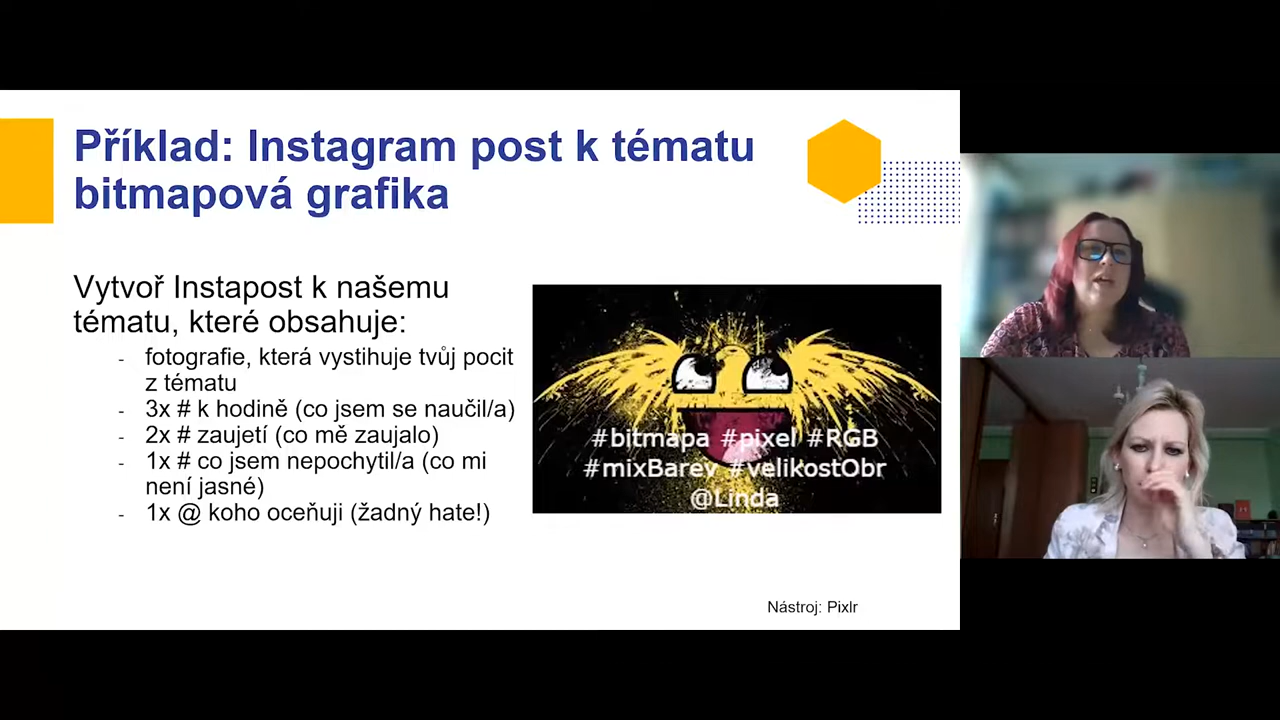 Příklad: Instagram post k tématu
bitmapová grafika
Vytvoř Instapost k našemu
tématu, které obsahuje:
- fotografie, která vystihuje tvůj pocit
z tématu
- 3x # k hodině (co jsem se naučil/a)
- 2x # zaujetí (co mě zaujalo)
- 1x # co jsem nepochytil/a (co mi
není jasné)
- 1x @ koho oceňuji (žadný hate!)
#bitmapa #pixel #RGB
#mixBarev #velikostObr
@Linda
Nástroj: Pixlr